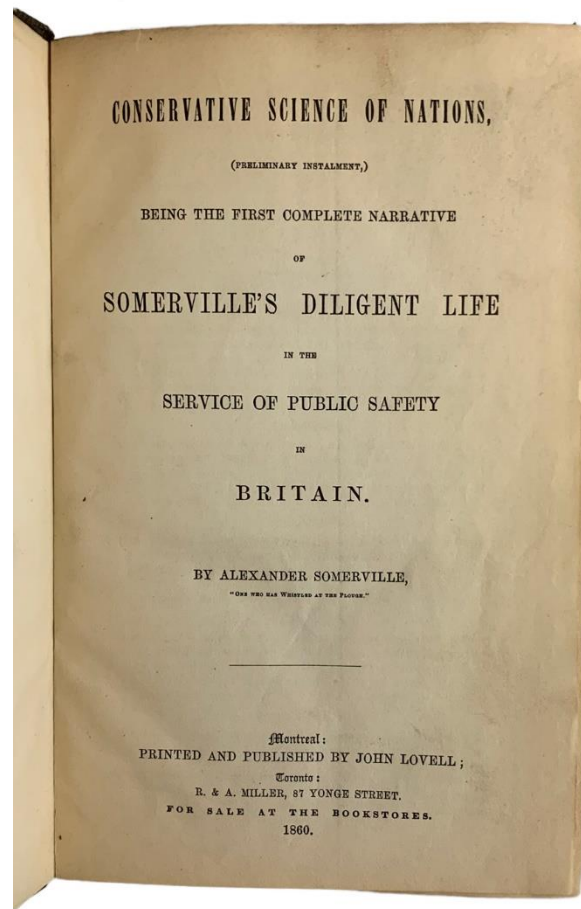 CONSERVATIVE SCIENCE OF NATIONS,
(PRELIMINARY INSTALMENT,)
BEING THE FIRST COMPLETE NARRATIVE
OF
SOMERVILLE'S DILIGENT LIFE
IN THE
SERVICE OF PUBLIC SAFETY
IN
BRITAIN.
BY ALEXANDER SOMERVILLE,
"ONE WHO HAS WHISTLED AT THE PLOUGH."
Montreal:
PRINTED AND PUBLISHED BY JOHN LOVELL;
Toronto:
R. & A. MILLER, 87 YONGE STREET.
FOR SALE AT THE BOOKSTORES.
1860.